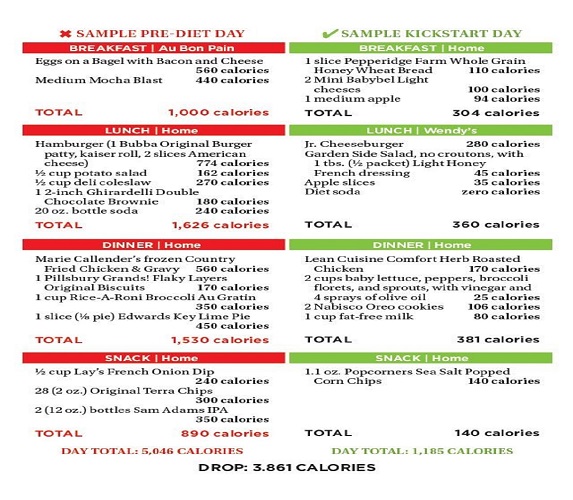 ✖ SAMPLE PRE-DIET DAY
BREAKFAST | Au Bon Pain
Eggs on a Bagel with Bacon and Cheese
560 calories
Medium Mocha Blast 440 calories
TOTAL 1,000 calories
LUNCH | Home
Hamburger (1 Bubba Original Burger
patty, kaiser roll, 2 slices American
cheese) 774 calories
½ cup potato salad 162 calories
½ cup deli coleslaw 270 calories
1 2-inch Ghirardelli Double
Chocolate Brownie 180 calories
20 oz. bottle soda 240 calories
TOTAL 1,626 calories
DINNER | Home
Marie Callender's frozen Country
Fried Chicken & Gravy 560 calories
1 Pillsbury Grands! Flaky Layers
Original Biscuits 170 calories
1 cup Rice-A-Roni Broccoli Au Gratin
350 calories
1 slice (⅛ pie) Edwards Key Lime Pie
450 calories
TOTAL 1,530 calories
SNACK | Home
½ cup Lay's French Onion Dip
240 calories
28 (2 oz.) Original Terra Chips
300 calories
2 (12 oz.) bottles Sam Adams IPA
350 calories
TOTAL 890 calories
DAY TOTAL: 5,046 CALORIES
✔ SAMPLE KICKSTART DAY
BREAKFAST | Home
1 slice Pepperidge Farm Whole Grain
Honey Wheat Bread 110 calories
2 Mini Babybel Light
cheeses 100 calories
1 medium apple 94 calories
TOTAL 304 calories
LUNCH | Wendy's
Jr. Cheeseburger 280 calories
Garden Side Salad, no croutons, with
1 tbs. (½ packet) Light Honey
French dressing 45 calories
Apple slices 35 calories
Diet soda zero calories
TOTAL 360 calories
DINNER | Home
Lean Cuisine Comfort Herb Roasted
Chicken 170 calories
2 cups baby lettuce, peppers, broccoli
florets, and sprouts, with vinegar and
4 sprays of olive oil 25 calories
2 Nabisco Oreo cookies 106 calories
1 cup fat-free milk 80 calories
TOTAL 381 calories
SNACK | Home
1.1 oz. Popcorners Sea Salt Popped
Corn Chips 140 calories
TOTAL 140 calories
DAY TOTAL: 1,185 CALORIES
DROP: 3.861 CALORIES